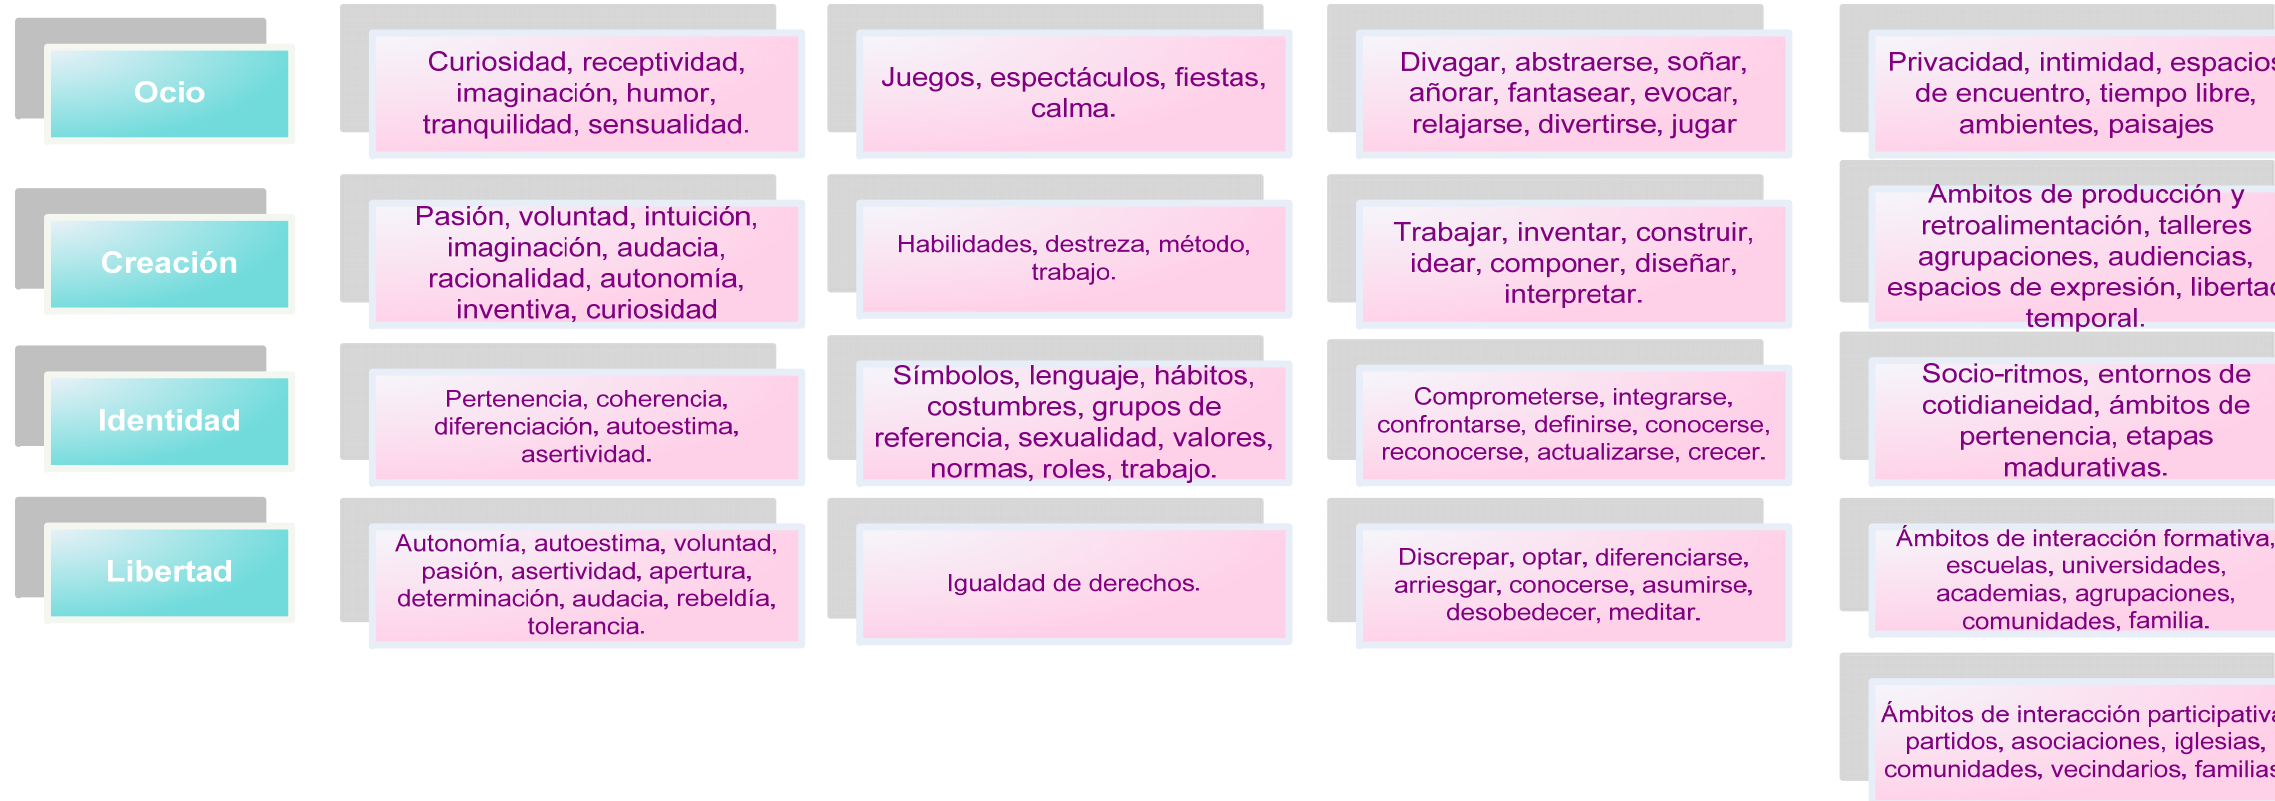 Ocio
Curiosidad, receptividad,
imaginación, humor,
tranquilidad, sensualidad.
Juegos, espectáculos, fiestas,
calma.
Divagar, abstraerse, soñar,
añorar, fantasear, evocar,
relajarse, divertirse, jugar
Privacidad, intimidad, espacios
de encuentro, tiempo libre,
ambientes, paisajes
Creación
Pasión, voluntad, intuición,
imaginación, audacia,
racionalidad, autonomía,
inventiva, curiosidad
Habilidades, destreza, método,
trabajo.
Trabajar, inventar, construir,
idear, componer, diseñar,
interpretar.
Ambitos de producción y
retroalimentación, talleres
agrupaciones, audiencias,
espacios de expresión, libertad
temporal.
Identidad
Pertenencia, coherencia,
diferenciación, autoestima,
asertividad.
Símbolos, lenguaje, hábitos,
costumbres, grupos de
referencia, sexualidad, valores,
normas, roles, trabajo.
Comprometerse, integrarse,
confrontarse, definirse, conocerse,
reconocerse, actualizarse, crecer.
Socio-ritmos, entornos de
cotidianeidad, ámbitos de
pertenencia, etapas
madurativas.
Libertad
Autonomía, autoestima, voluntad,
pasión, asertividad, apertura,
determinación, audacia, rebeldía,
tolerancia.
Igualdad de derechos.
Discrepar, optar, diferenciarse,
arriesgar, conocerse, asumirse,
desobedecer, meditar.
Ámbitos de interacción formativa,
escuelas, universidades,
academias, agrupaciones,
comunidades, familia.
Ámbitos de interacción participativa
partidos, asociaciones, iglesias,
comunidades, vecindarios, familias